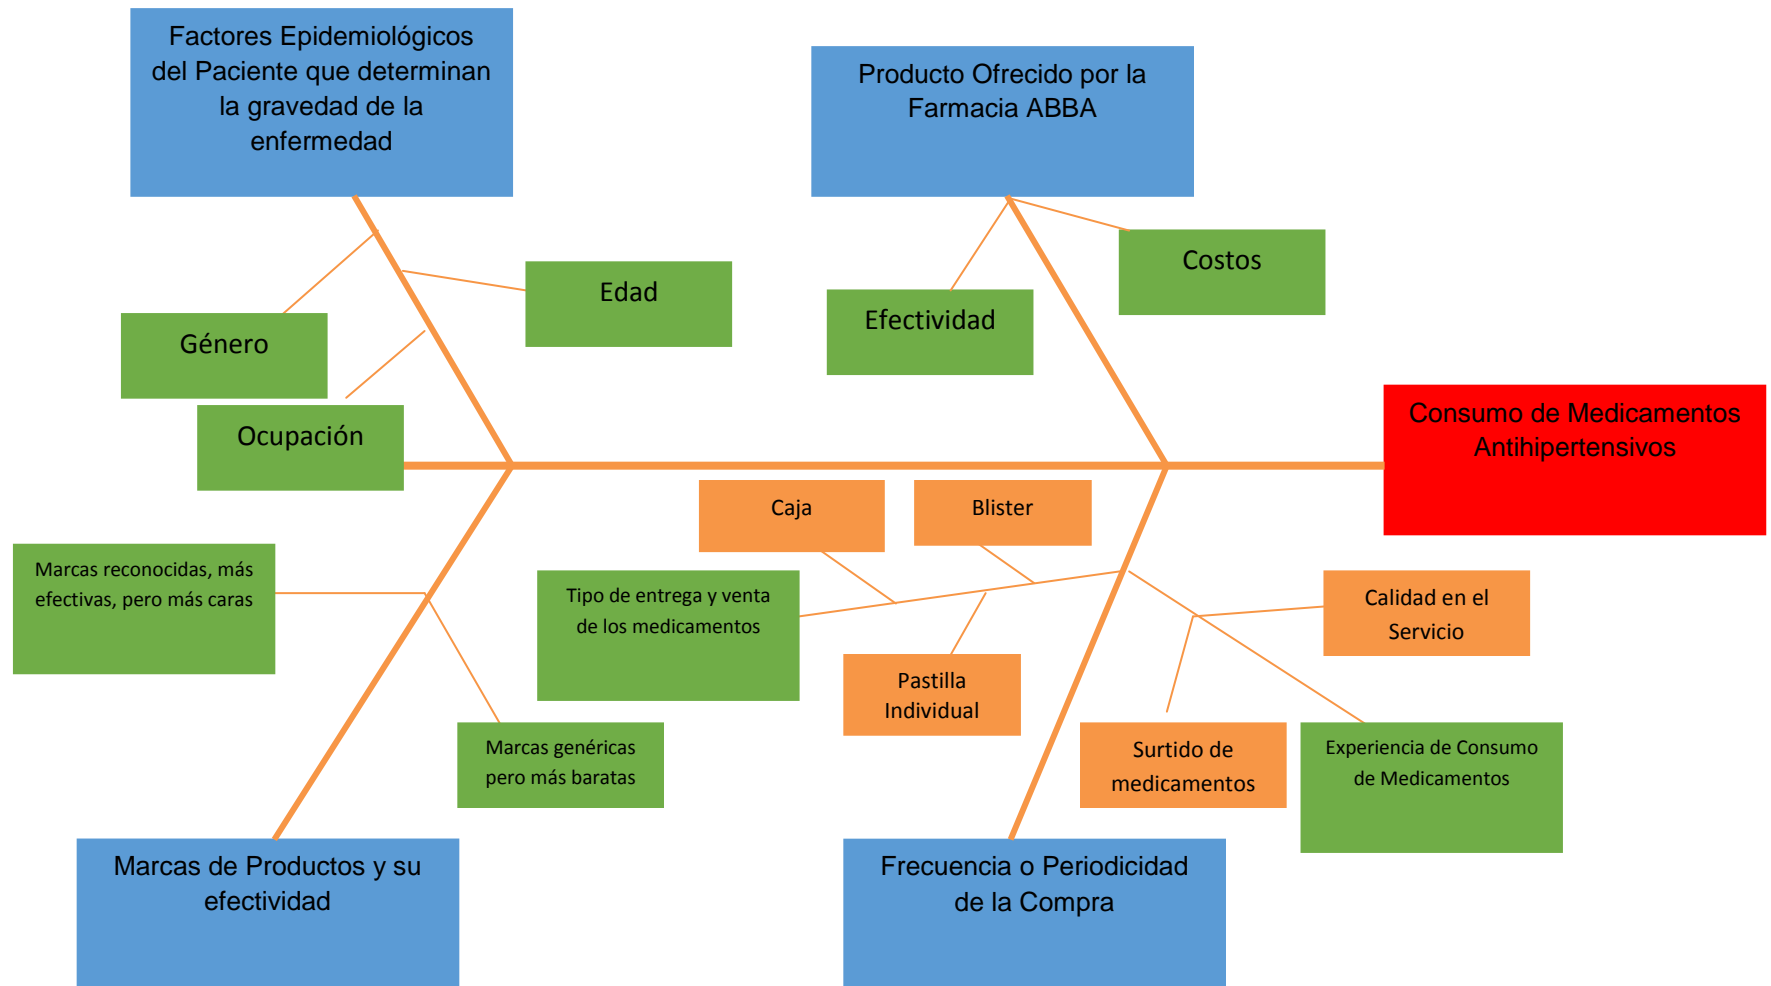 Factores Epidemiológicos
del Paciente que determinan
la gravedad de la
enfermedad
Producto Ofrecido por la
Farmacia ABBA
Costos
Edad
Efectividad
Género
Ocupación
Consumo de Medicamentos
Antihipertensivos
Caja
Blister
Marcas reconocidas, más
efectivas, pero más caras
Tipo de entrega y venta
de los medicamentos
Calidad en el
Servicio
Pastilla
Individual
Marcas genéricas
pero más baratas
Surtido de
medicamentos
Experiencia de Consumo
de Medicamentos
Marcas de Productos y su
efectividad
Frecuencia o Periodicidad
de la Compra